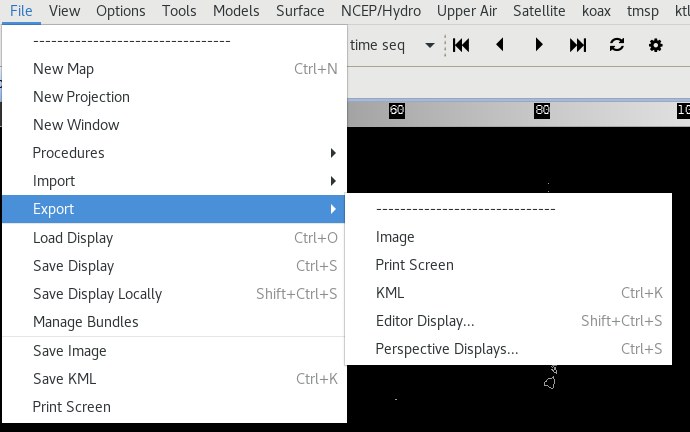 File View Options Tools Models Surface NCEP/Hydro Upper Air Satellite koax tmsp ktl
---------------------------------
time seq
New Map Ctrl+N
New Projection
New Window
60 80 10
Procedures
Import
Export
------------------------------
Load Display Ctrl+O
Image
Save Display Ctrl+S
Print Screen
Save Display Locally Shift+Ctrl+S
KML Ctrl+K
Manage Bundles
Editor Display... Shift+Ctrl+S
Save Image
Perspective Displays... Ctrl+S
Save KML Ctrl+K
Print Screen